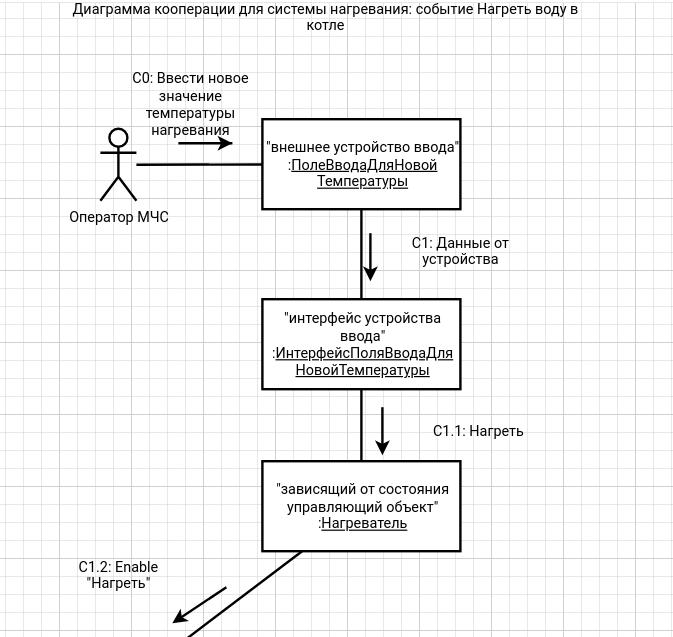 Диаграмма кооперации для системы нагревания: событие Нагреть воду в
котле
C0: Ввести новое
значение
температуры
нагревания
Оператор МЧС
"внешнее устройство ввода"
:ПолеВводаДляНовой
Температуры
C1: Данные от
устройства
"интерфейс устройства
ввода"
:ИнтерфейсПоляВводаДля
НовойТемпературы
C1.1: Нагреть
"зависящий от состояния
управляющий объект"
:Нагреватель
C1.2: Enable
"Нагреть"